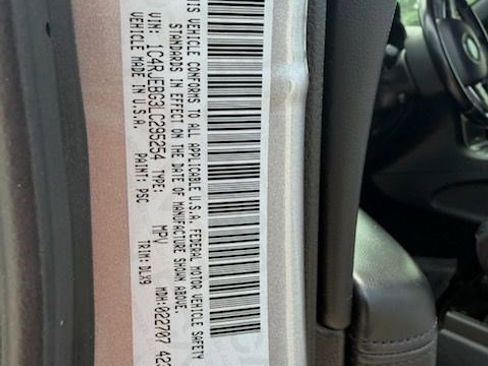 THIS VEHICLE CONFORMS TO ALL APPLICABLE U.S.A. FEDERAL MOTOR VEHICLE SAFETY
STANDARDS IN EFFECT ON THE DATE OF MANUFACTURE SHOWN ABOVE.
VIN: 1C4RJEBG3LC295254 TYPE: MPV MDH:022707 422
VEHICLE MADE IN U.S.A. PAINT: PSC TRIM:DLX9